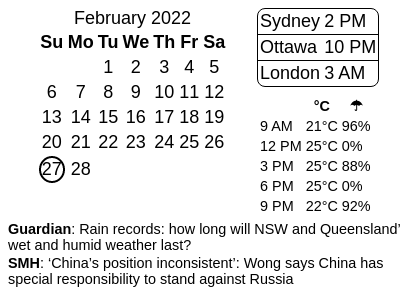 February 2022
Su Mo Tu We Th Fr Sa
1 2 3 4 5
6 7 8 9 10 11 12
13 14 15 16 17 18 19
20 21 22 23 24 25 26
27 28
Sydney 2 PM
Ottawa 10 PM
London 3 AM
°C ☂
9 AM 21°C 96%
12 PM 25°C 0%
3 PM 25°C 88%
6 PM 25°C 0%
9 PM 22°C 92%
Guardian: Rain records: how long will NSW and Queensland’
wet and humid weather last?
SMH: ‘China’s position inconsistent’: Wong says China has
special responsibility to stand against Russia